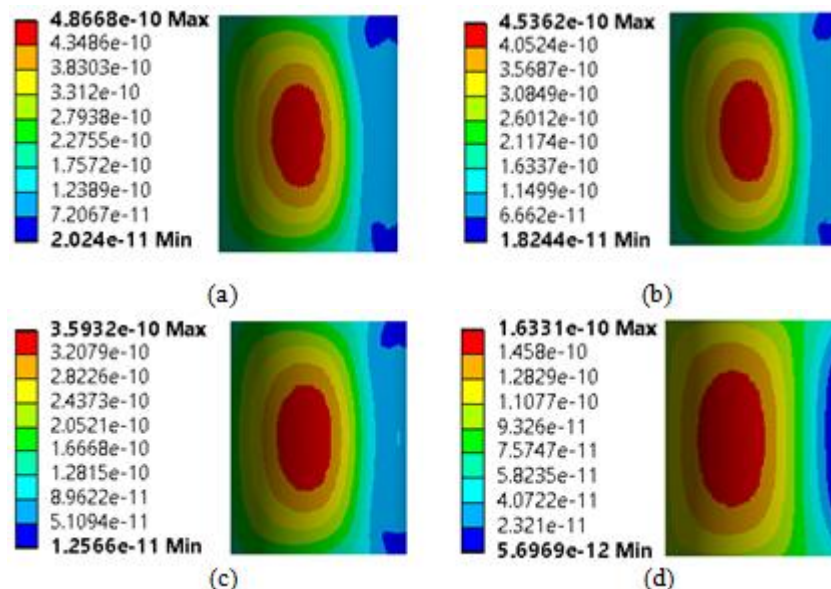 4.8668e-10 Max
4.3486e-10
3.8303e-10
3.312e-10
2.7938e-10
2.2755e-10
1.7572e-10
1.2389e-10
7.2067e-11
2.024e-11 Min
(a)
4.5362e-10 Max
4.0524e-10
3.5687e-10
3.0849e-10
2.6012e-10
2.1174e-10
1.6337e-10
1.1499e-10
6.662e-11
1.8244e-11 Min
(b)
3.5932e-10 Max
3.2079e-10
2.8226e-10
2.4373e-10
2.0521e-10
1.6668e-10
1.2815e-10
8.9622e-11
5.1094e-11
1.2566e-11 Min
(c)
1.6331e-10 Max
1.458e-10
1.2829e-10
1.1077e-10
9.326e-11
7.5747e-11
5.8235e-11
4.0722e-11
2.321e-11
5.6969e-12 Min
(d)